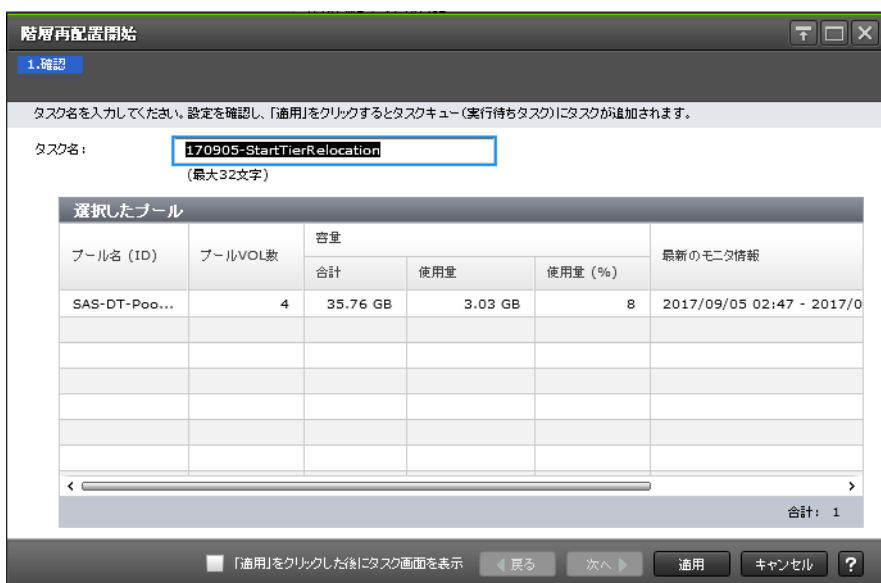 階層再配置開始
1.確認
タスク名を入力してください。設定を確認し、「適用」をクリックするとタスクキュー(実行待ちタスク)にタスクが追加されます。
タスク名:
170905-StartTierRelocation
(最大32文字)
選択したプール
プール名 (ID)
プールVOL数
容量
最新のモニタ情報
合計
使用量
使用量 (%)
SAS-DT-Poo... 4 35.76 GB 3.03 GB 8 2017/09/05 02:47 - 2017/0
合計: 1
「適用」をクリックした後にタスク画面を表示
戻る
次へ
適用
キャンセル
?